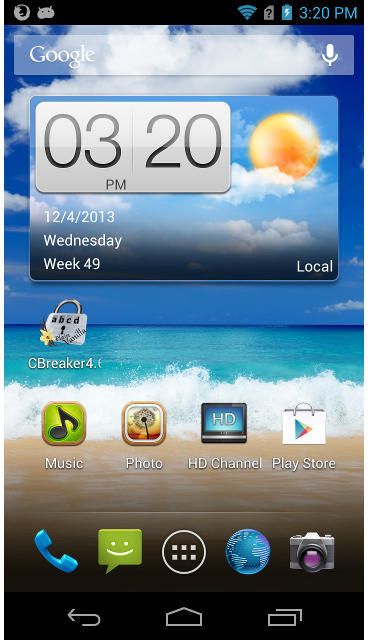 3:20 PM
Google
03 20
PM
12/4/2013
Wednesday
Week 49
Local
abcd
CBreaker4.
Music
Photo
HD
HD Channel
Play Store